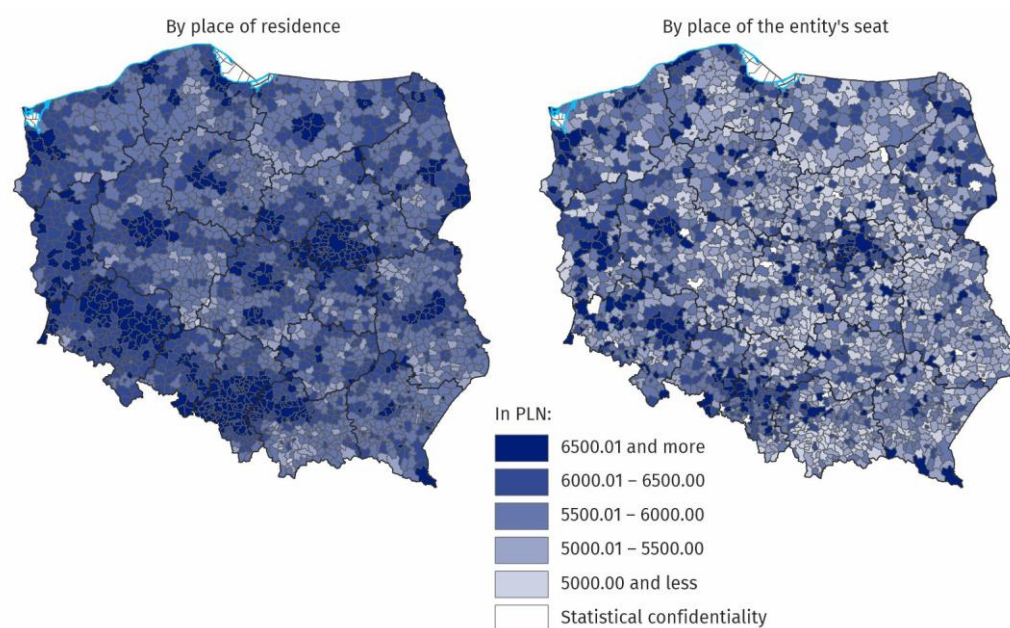 By place of residence
By place of the entity's seat
In PLN:
6500.01 and more
6000.01 – 6500.00
5500.01 – 6000.00
5000.01 – 5500.00
5000.00 and less
Statistical confidentiality